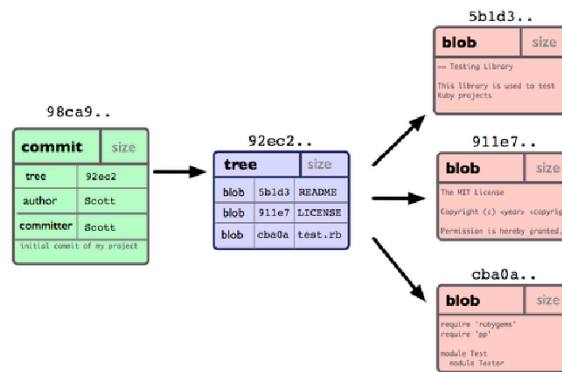 98ca9..
commit size
tree 92ec2
author Scott
committer Scott
initial commit of my project
92ec2..
tree size
blob 5b1d3 README
blob 911e7 LICENSE
blob cba0a test.rb
5b1d3..
blob size
== Testing Library
This library is used to test
Ruby projects
911e7..
blob size
The MIT License
Copyright (c) <year> <copyrigh
Permission is hereby granted,
cba0a..
blob size
require 'rubygems'
require 'pp'
module Test
module Tester